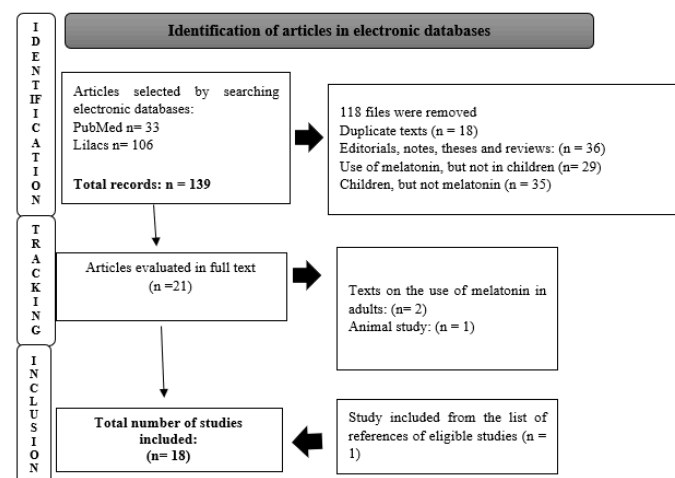 Identification of articles in electronic databases
IDENTIFICATION
Articles selected by searching
electronic databases:
PubMed n= 33
Lilacs n= 106
Total records: n = 139
118 files were removed
Duplicate texts (n = 18)
Editorials, notes, theses and reviews: (n = 36)
Use of melatonin, but not in children (n= 29)
Children, but not melatonin (n = 35)
TRACKING
Articles evaluated in full text
(n =21)
Texts on the use of melatonin in
adults: (n= 2)
Animal study: (n = 1)
INCLUSION
Total number of studies
included:
(n= 18)
Study included from the list of
references of eligible studies (n =
1)